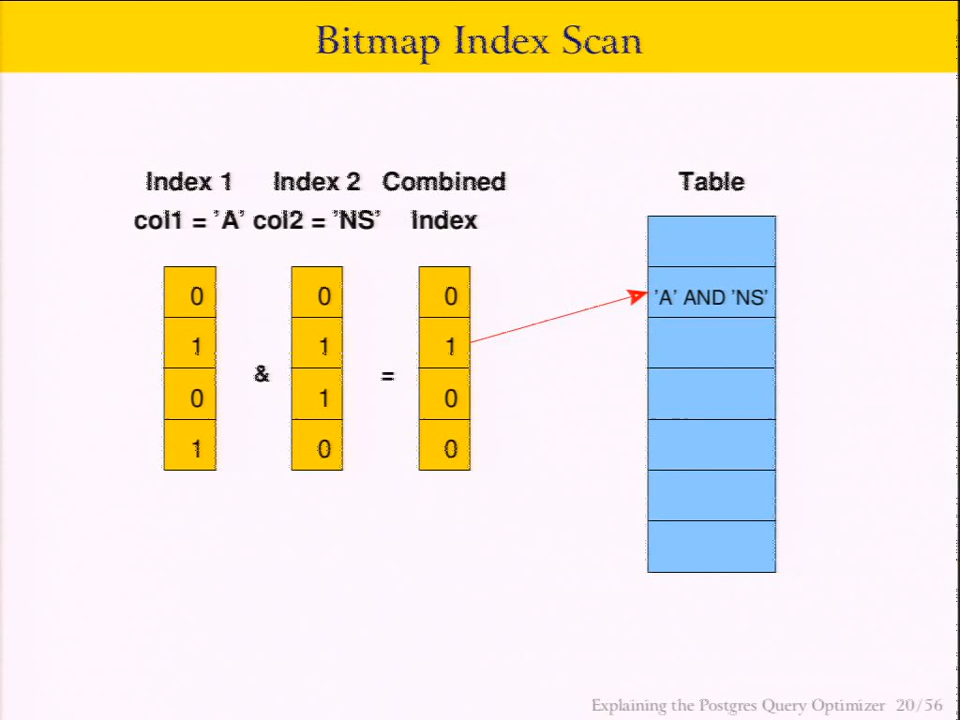 Bitmap Index Scan
Index 1 Index 2 Combined Table
col1 = ’A’ col2 = ’NS’ Index
0 0 0 ’A’ AND ’NS’
1 1 1
& =
0 1 0
1 0 0
Explaining the Postgres Query Optimizer 20/56